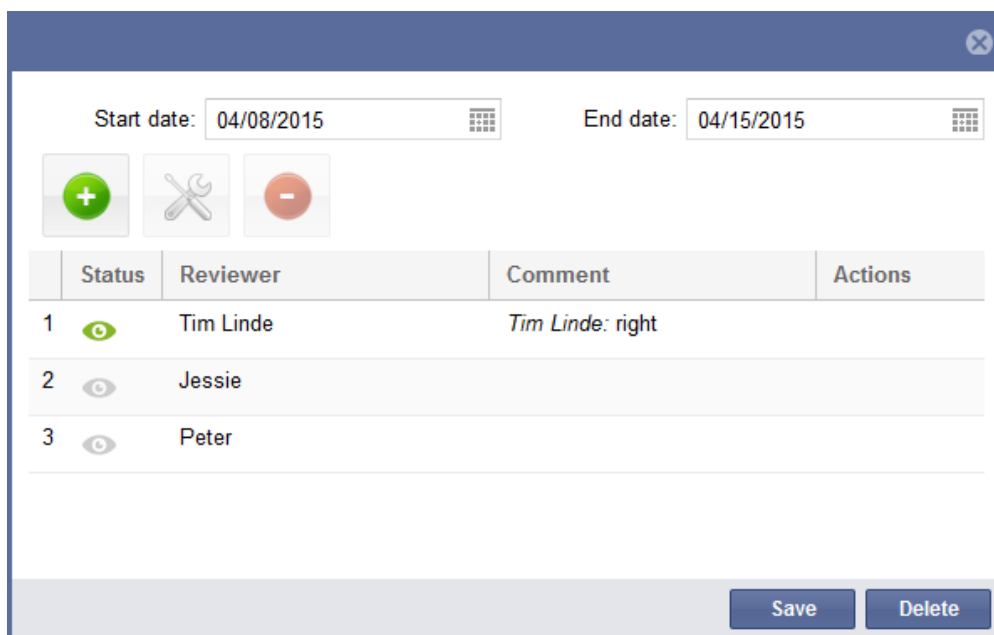 Start date: 04/08/2015 End date: 04/15/2015
Status Reviewer Comment Actions
1 Tim Linde Tim Linde: right
2 Jessie
3 Peter
Save Delete